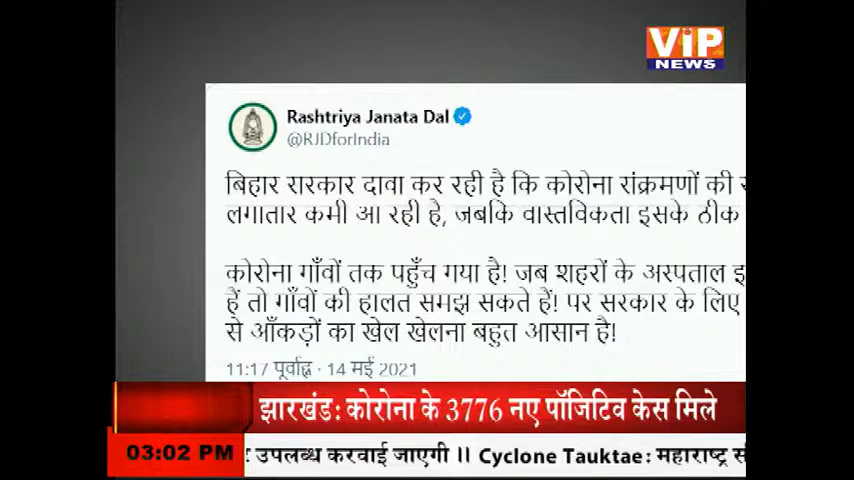 ViP
NEWS
Rashtriya Janata Dal
@RJDforIndia
बिहार सरकार दावा कर रही है कि कोरोना संक्रमणों की
लगातार कमी आ रही है, जबकि वास्तविकता इसके ठीक
कोरोना गाँवों तक पहुँच गया है! जब शहरों के अस्पताल
हैं तो गाँवों की हालत समझ सकते हैं! पर सरकार के लिए
से आँकड़ों का खेल खेलना बहुत आसान है!
11:17 पूर्वाह्न · 14 मई 2021
झारखंड: कोरोना के 3776 नए पॉजिटिव केस मिले
03:02 PM
उपलब्ध करवाई जाएगी ॥ Cyclone Tauktae: महाराष्ट्र